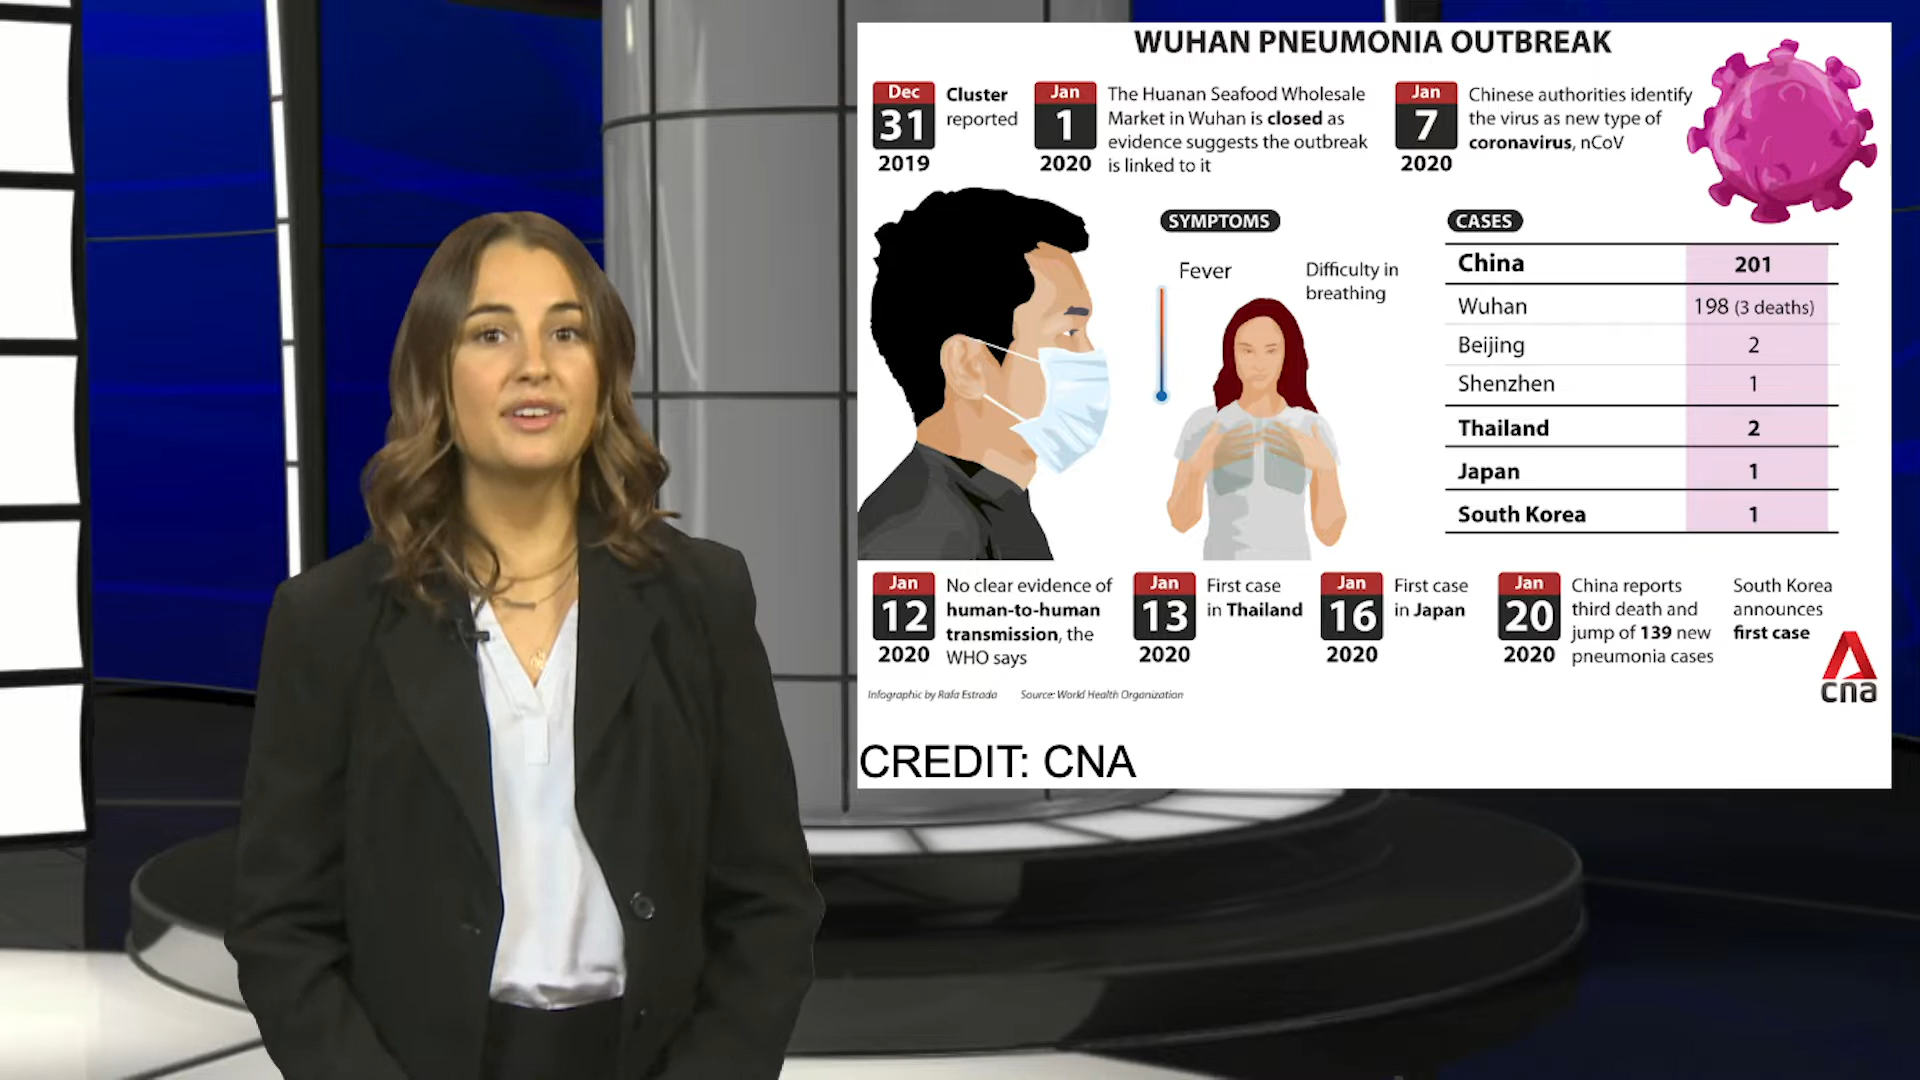 WUHAN PNEUMONIA OUTBREAK
Dec
31
2019
Cluster
reported
Jan
1
2020
The Huanan Seafood Wholesale
Market in Wuhan is closed as
evidence suggests the outbreak
is linked to it
Jan
7
2020
Chinese authorities identify
the virus as new type of
coronavirus, nCoV
SYMPTOMS
Fever
Difficulty in
breathing
CASES
China 201
Wuhan 198 (3 deaths)
Beijing 2
Shenzhen 1
Thailand 2
Japan 1
South Korea 1
Jan
12
2020
No clear evidence of
human-to-human
transmission, the
WHO says
Jan
13
2020
First case
in Thailand
Jan
16
2020
First case
in Japan
Jan
20
2020
China reports
third death and
jump of 139 new
pneumonia cases
South Korea
announces
first case
Infographic by Rafa Estrada Source: World Health Organization
cna
CREDIT: CNA